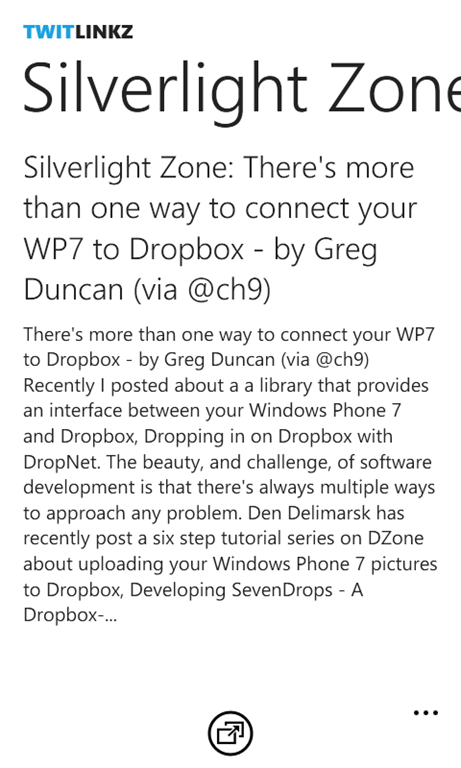 TWITLINKZ
Silverlight Zone
Silverlight Zone: There's more
than one way to connect your
WP7 to Dropbox - by Greg
Duncan (via @ch9)
There's more than one way to connect your WP7
to Dropbox - by Greg Duncan (via @ch9)
Recently I posted about a a library that provides
an interface between your Windows Phone 7
and Dropbox, Dropping in on Dropbox with
DropNet. The beauty, and challenge, of software
development is that there's always multiple ways
to approach any problem. Den Delimarsk has
recently post a six step tutorial series on DZone
about uploading your Windows Phone 7 pictures
to Dropbox, Developing SevenDrops - A
Dropbox-...